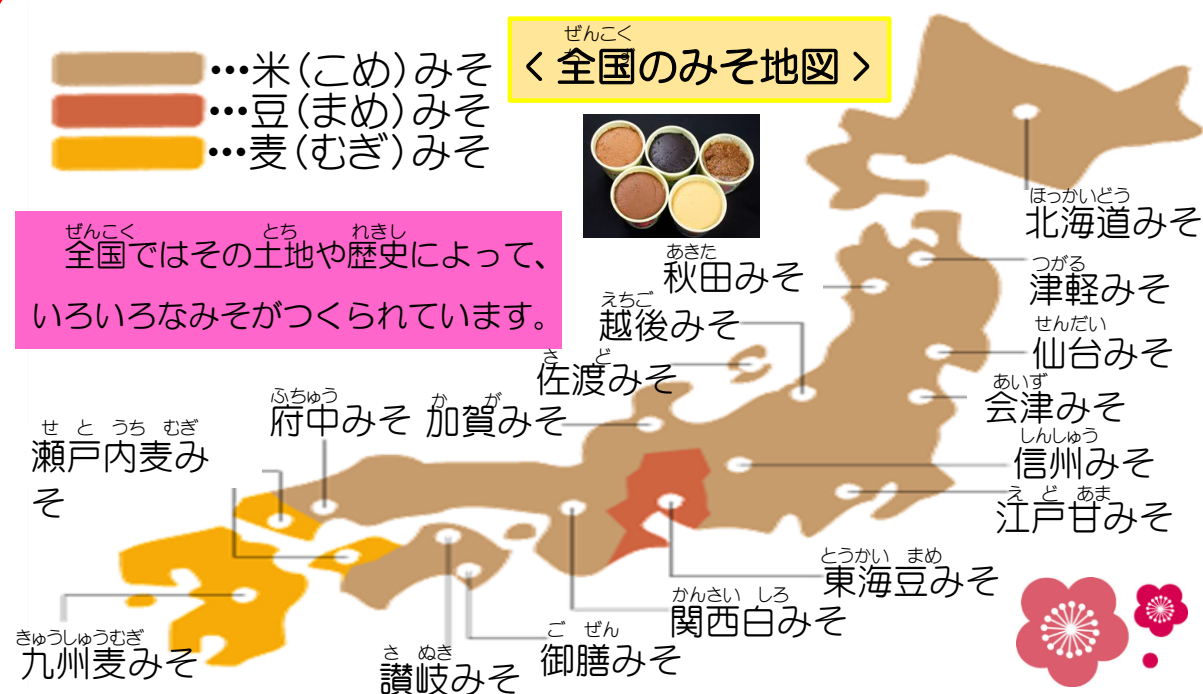 ぜんこく
< 全国のみそ地図 >
…米(こめ)みそ
…豆(まめ)みそ
…麦(むぎ)みそ
ぜんこく とち れきし
全国ではその土地や歴史によって、
いろいろなみそがつくられています。
ほっかいどう
北海道みそ
つがる
津軽みそ
あきた
秋田みそ
えちご
越後みそ
せんだい
仙台みそ
さ ど
佐渡みそ
あいず
会津みそ
ふちゅう
府中みそ
か が
加賀みそ
しんしゅう
信州みそ
せ と うち むぎ
瀬戸内麦み
そ
え ど あま
江戸甘みそ
とうかい まめ
東海豆みそ
かんさい しろ
関西白みそ
ご ぜん
御膳みそ
さ ぬき
讃岐みそ
きゅうしゅうむぎ
九州麦みそ